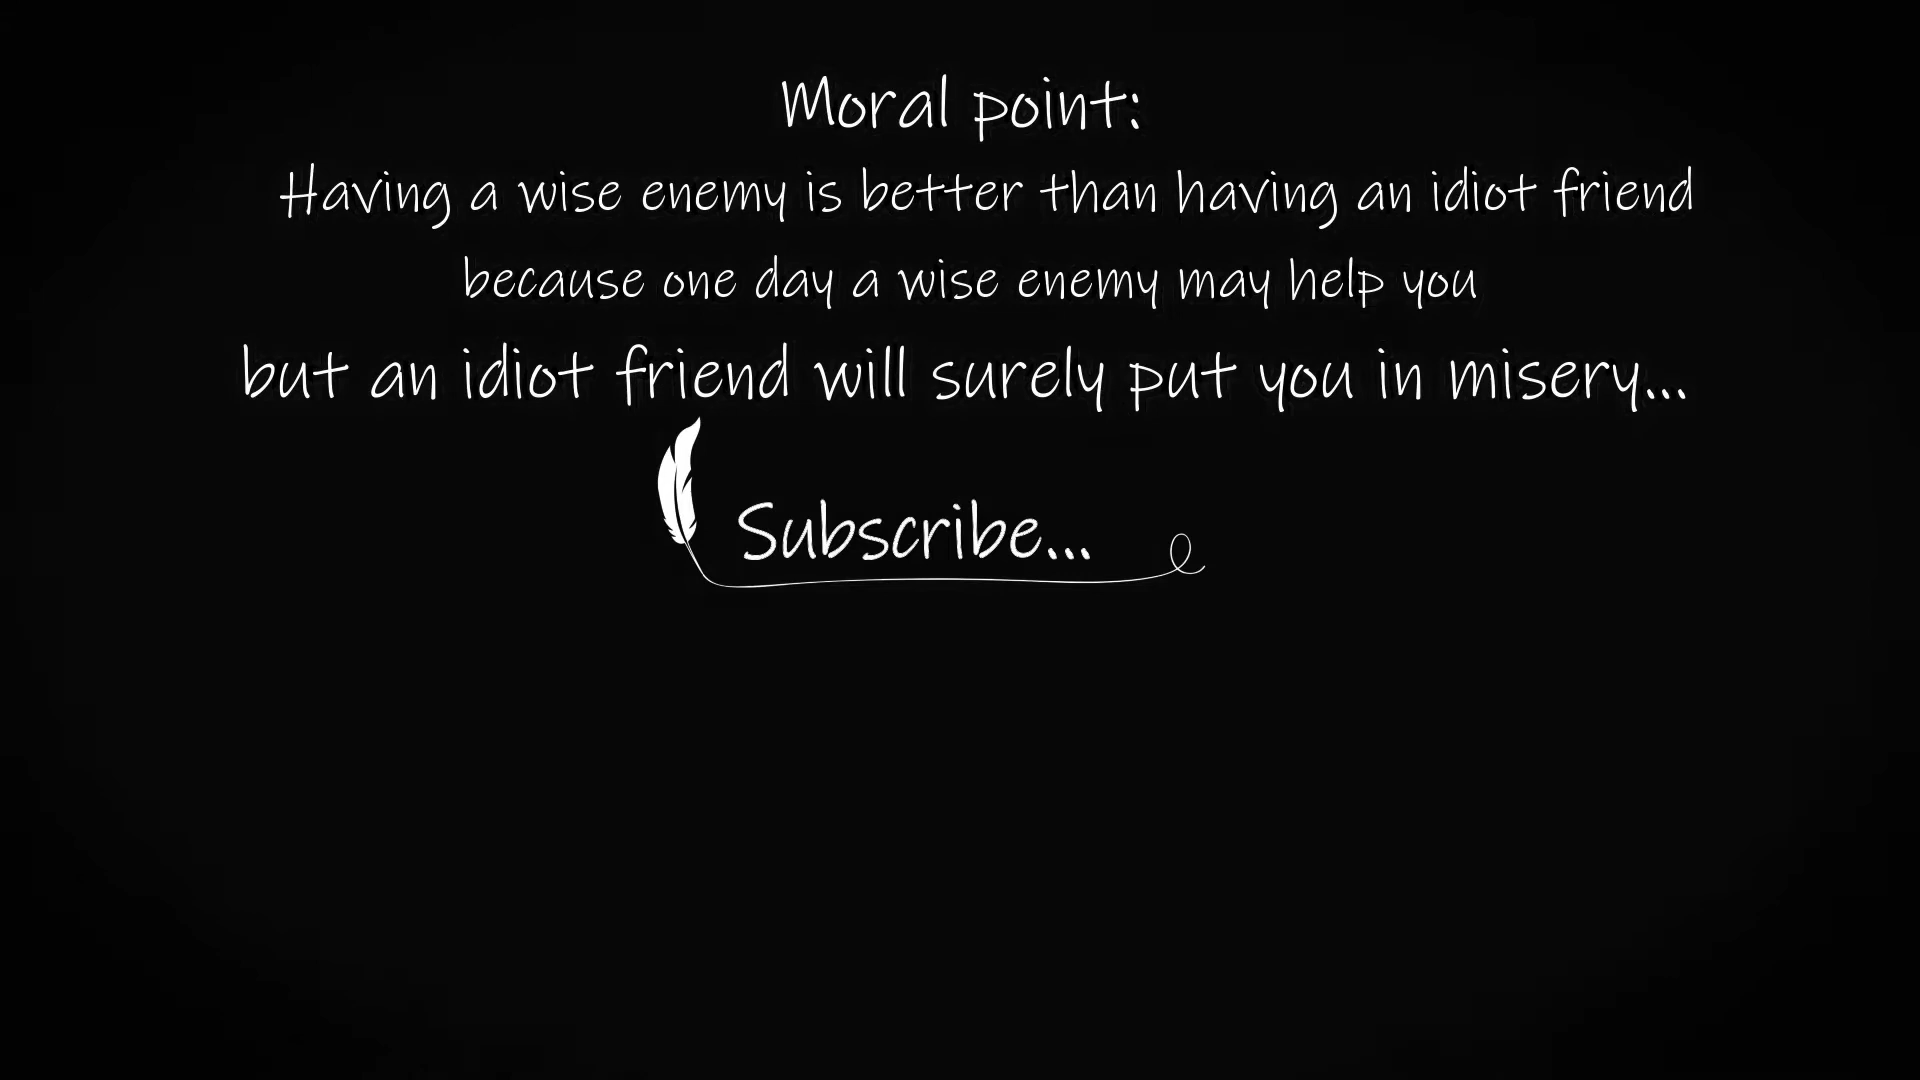 Moral point:
Having a wise enemy is better than having an idiot friend
because one day a wise enemy may help you
but an idiot friend will surely put you in misery...
Subscribe...